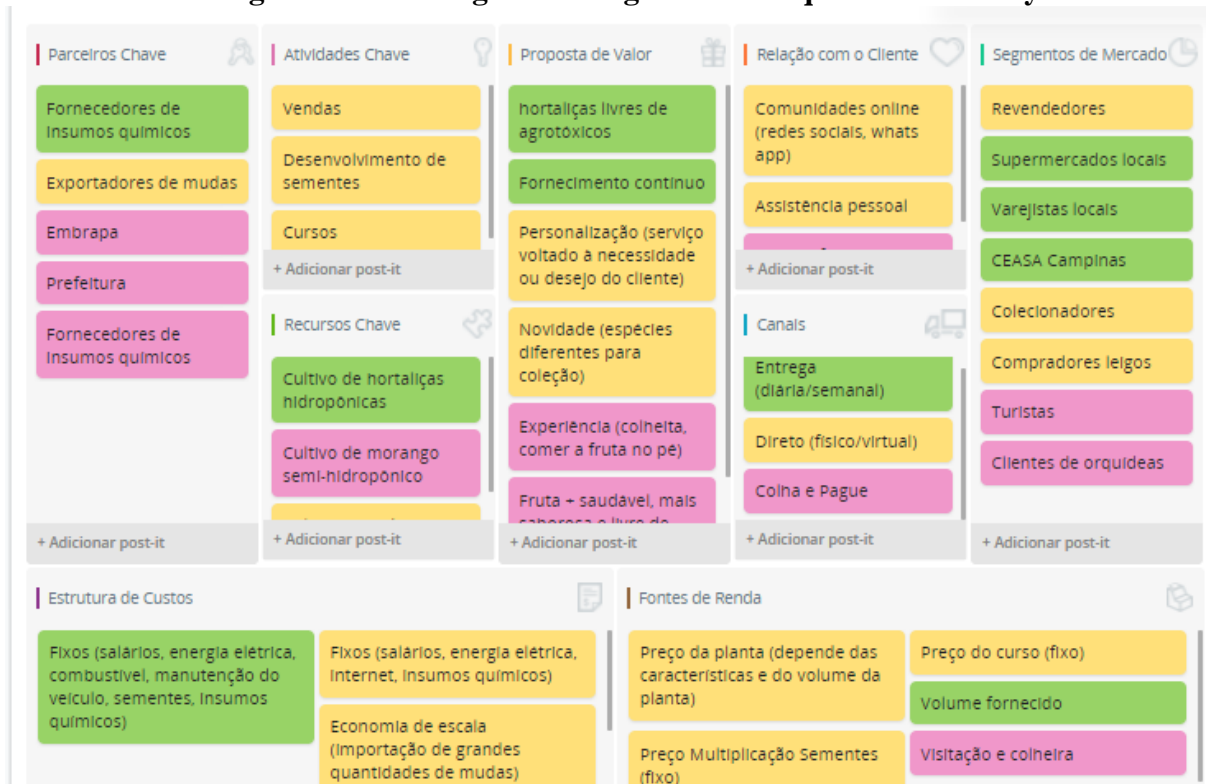 Parceiros Chave
Fornecedores de
insumos químicos
Exportadores de mudas
Embrapa
Prefeitura
Fornecedores de
insumos químicos
+ Adicionar post-it
Atividades Chave
Vendas
Desenvolvimento de
sementes
Cursos
+ Adicionar post-it
Recursos Chave
Cultivo de hortaliças
hidropônicas
Cultivo de morango
semi-hidropônico
+ Adicionar post-it
Proposta de Valor
hortaliças livres de
agrotóxicos
Fornecimento contínuo
Personalização (serviço
voltado à necessidade
ou desejo do cliente)
Novidade (espécies
diferentes para
coleção)
Experiência (colheita,
comer a fruta no pé)
Fruta + saudável, mais
saborosa e livre de
+ Adicionar post-it
Relação com o Cliente
Comunidades online
(redes sociais, whats
app)
Assistência pessoal
+ Adicionar post-it
Canais
Entrega
(diária/semanal)
Direto (físico/virtual)
Colha e Pague
+ Adicionar post-it
Segmentos de Mercado
Revendedores
Supermercados locais
Varejistas locais
CEASA Campinas
Colecionadores
Compradores leigos
Turistas
Clientes de orquídeas
+ Adicionar post-it
Estrutura de Custos
Fixos (salários, energia elétrica,
combustível, manutenção do
veículo, sementes, insumos
químicos)
Fixos (salários, energia elétrica,
internet, insumos químicos)
Economia de escala
(importação de grandes
quantidades de mudas)
Fontes de Renda
Preço da planta (depende das
características e do volume da
planta)
Preço Multiplicação Sementes
(fixo)
Preço do curso (fixo)
Volume fornecido
Visitação e colheira